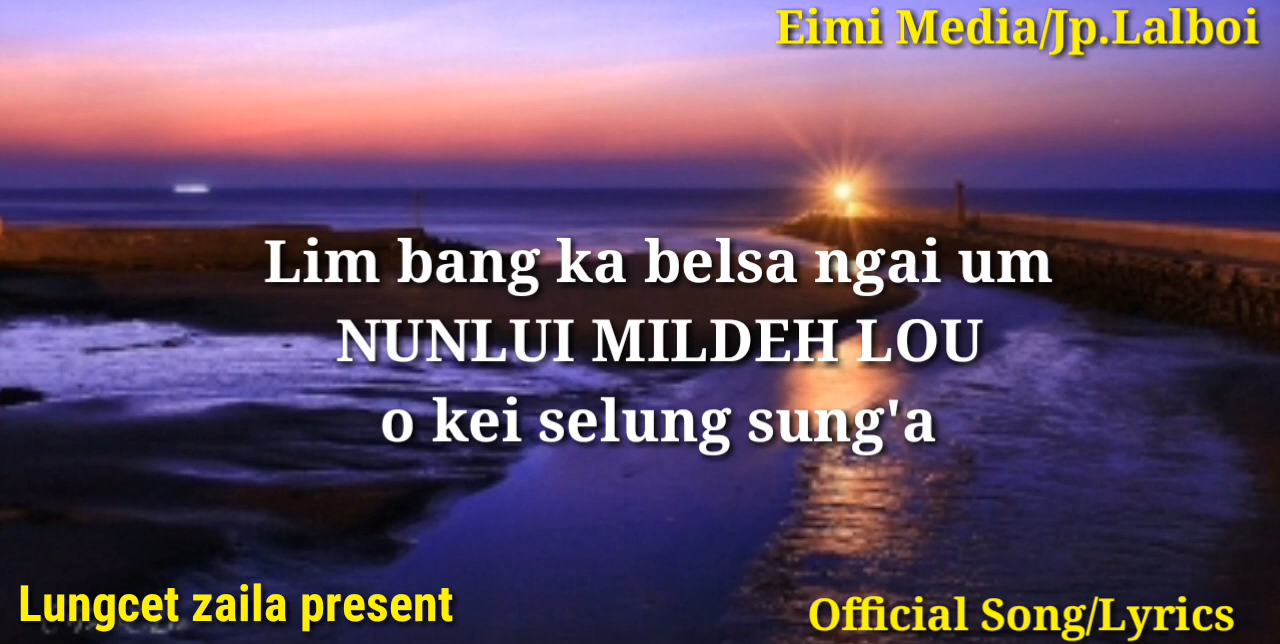 Eimi Media/Jp.Lalboi
Lim bang ka belsa ngai um
NUNLUI MILDEH LOU
o kei selung sung'a
Lungcet zaila present
Official Song/Lyrics